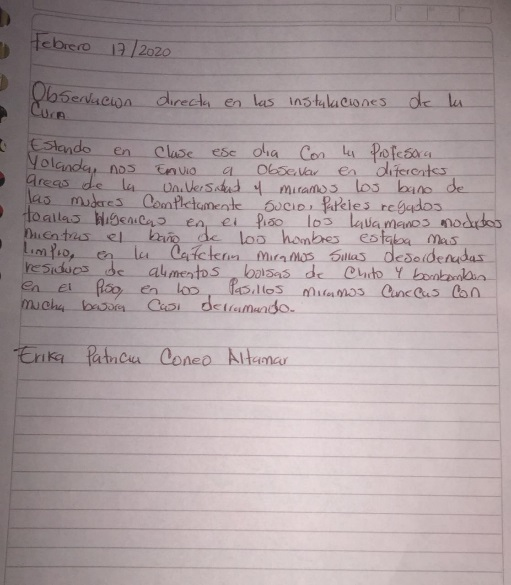 Febrero 17/2020
Observacion directa en las instalaciones de la
Curn
Estando en clase ese dia con la Profesora
Yolanda, nos envio a observar en diferentes
areas de la universidad y miramos los baño de
las mujeres completamente sucio, papeles regados
toallas higenicas en el piso los lavamanos mojados
mientras el baño de los hombes estaba mas
limpio, en la cafeteria miramos sillas desordenadas
residuos de alimentos, bolsas de chito y bombombun
en el piso, en los pasillos miramos canecas con
mucha basura casi derramando.
Erika Patricia Coneo Altamar